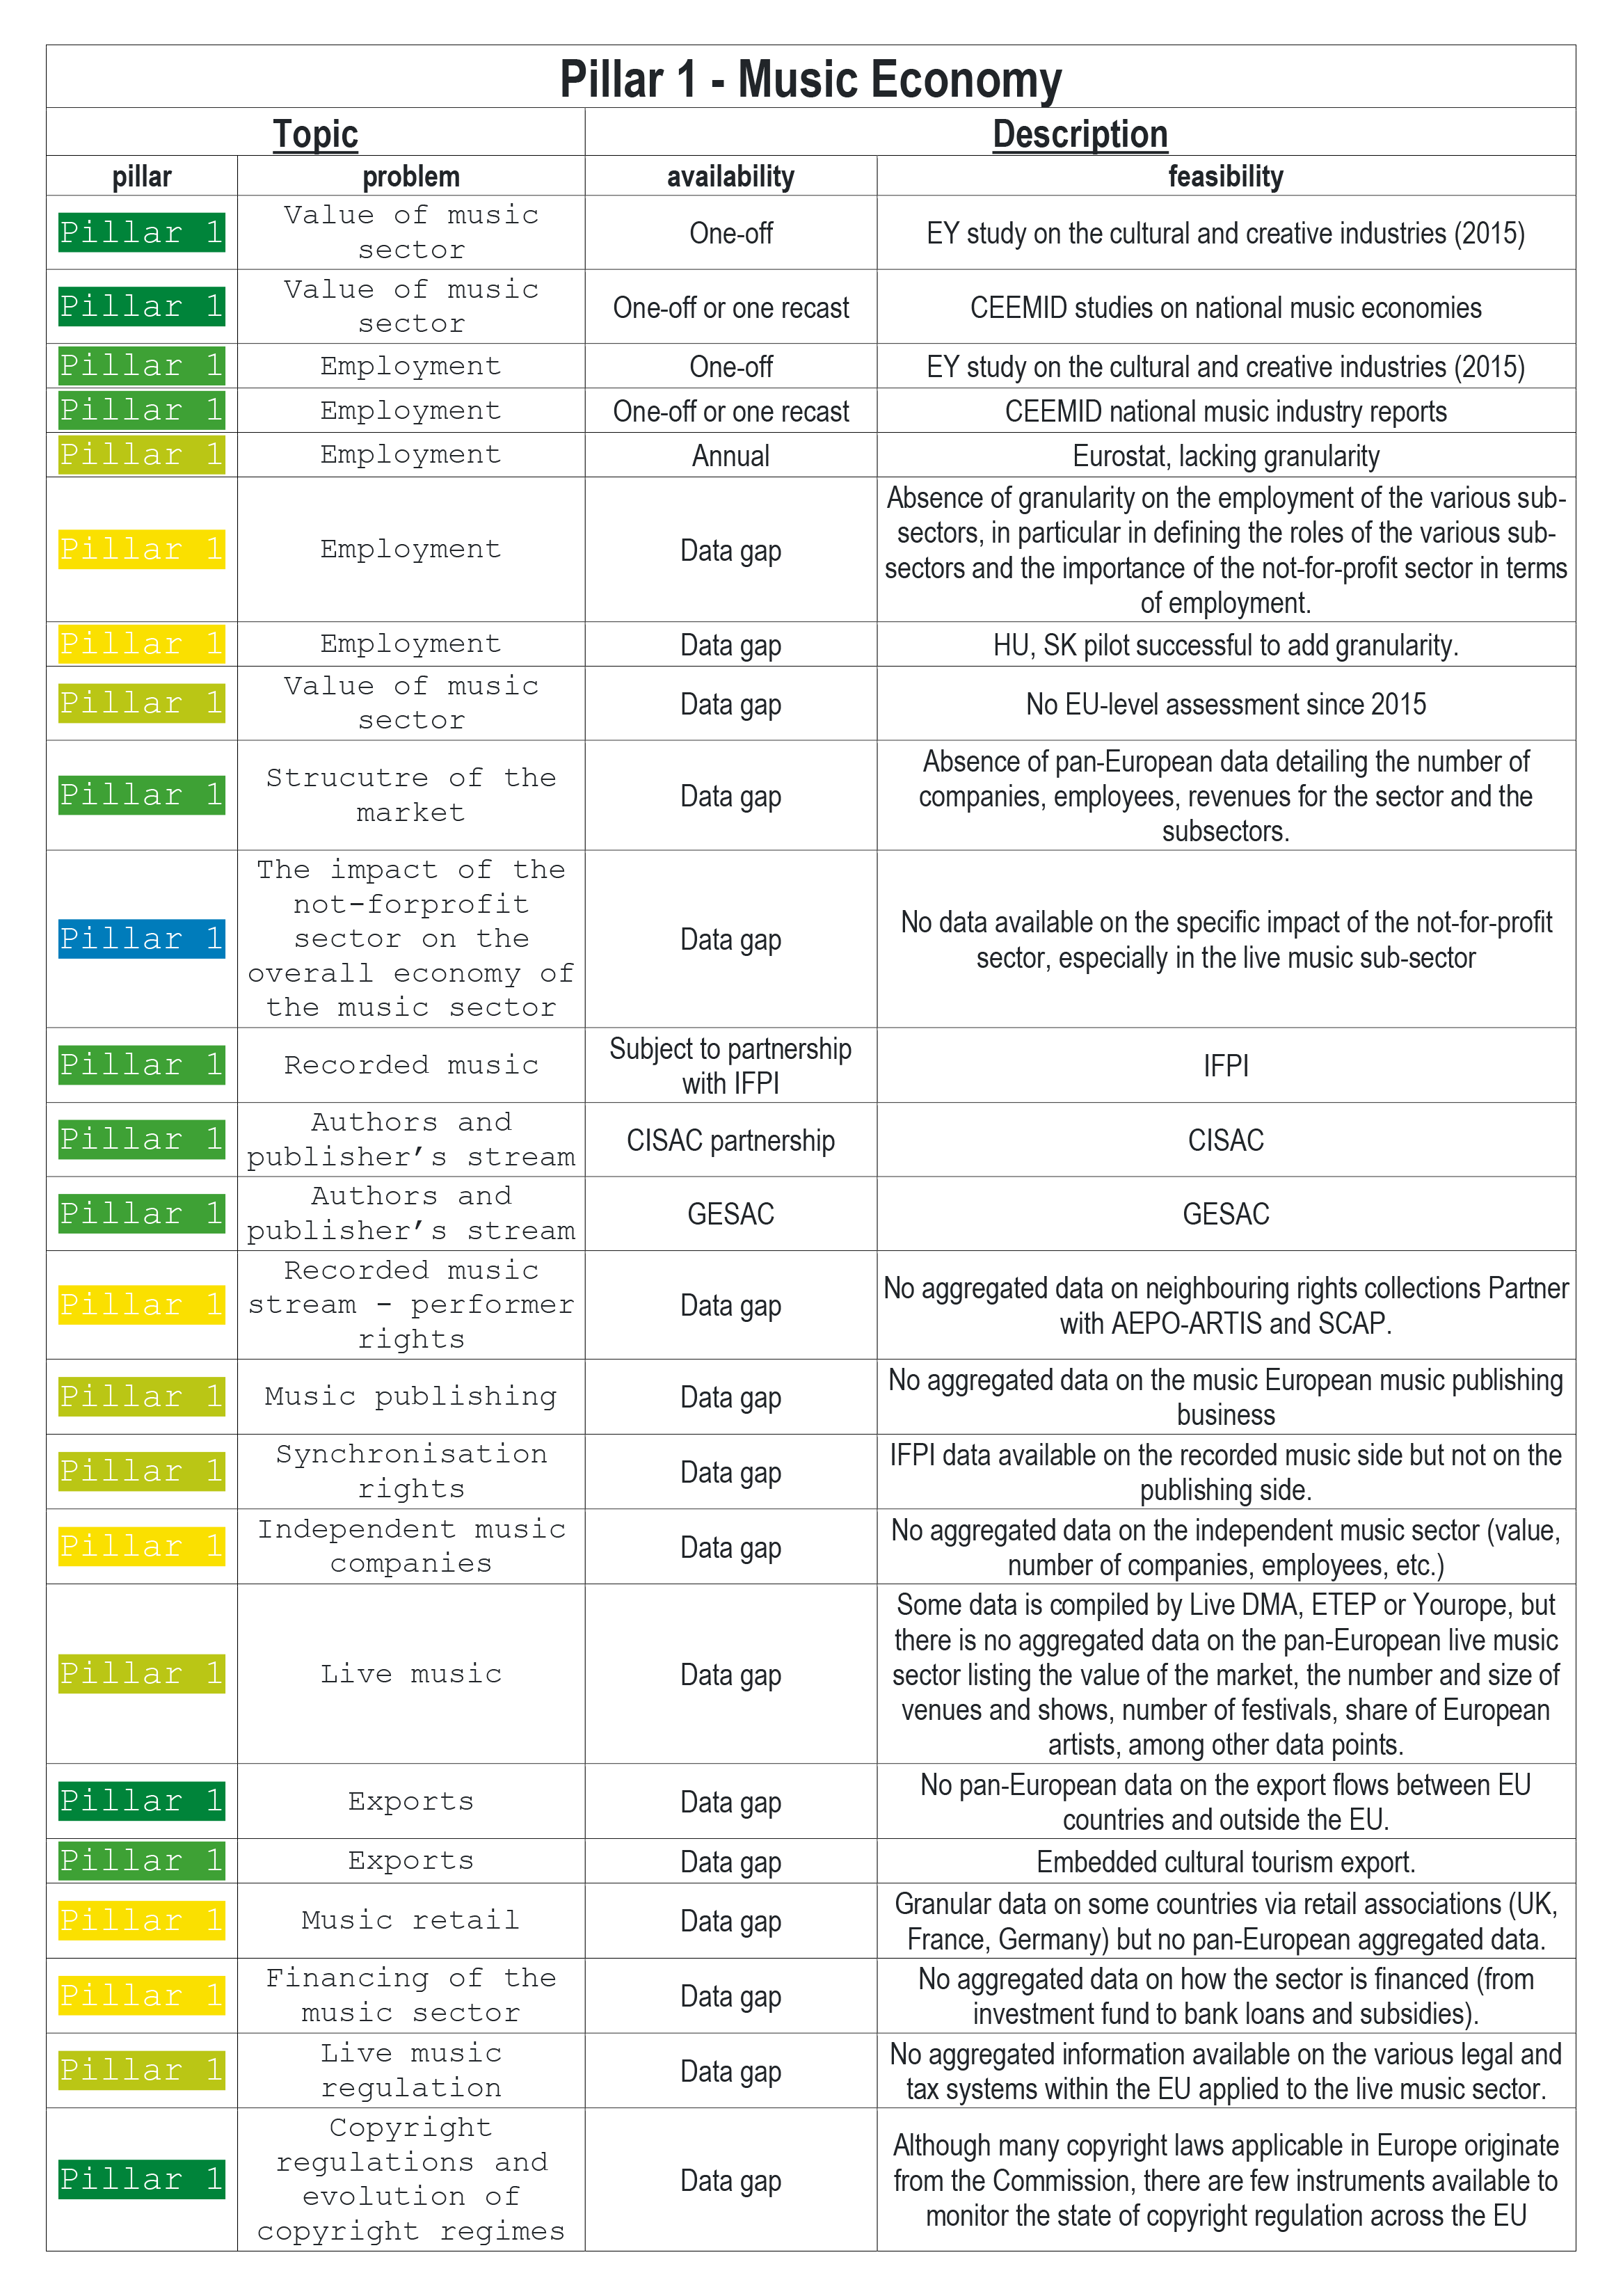 Pillar 1 - Music Economy
Topic
Description
pillar
problem
availability
feasibility
Pillar 1
Value of music
sector
One-off
EY study on the cultural and creative industries (2015)
Pillar 1
Value of music
sector
One-off or one recast
CEEMID studies on national music economies
Pillar 1
Employment
One-off
EY study on the cultural and creative industries (2015)
Pillar 1
Employment
One-off or one recast
CEEMID national music industry reports
Pillar 1
Employment
Annual
Eurostat, lacking granularity
Pillar 1
Employment
Data gap
Absence of granularity on the employment of the various sub-
sectors, in particular in defining the roles of the various sub-
sectors and the importance of the not-for-profit sector in terms
of employment.
Pillar 1
Employment
Data gap
HU, SK pilot successful to add granularity.
Pillar 1
Value of music
sector
Data gap
No EU-level assessment since 2015
Pillar 1
Strucutre of the
market
Data gap
Absence of pan-European data detailing the number of
companies, employees, revenues for the sector and the
subsectors.
Pillar 1
The impact of the
not-forprofit
sector on the
overall economy of
the music sector
Data gap
No data available on the specific impact of the not-for-profit
sector, especially in the live music sub-sector
Pillar 1
Recorded music
Subject to partnership
with IFPI
IFPI
Pillar 1
Authors and
publisher’s stream
CISAC partnership
CISAC
Pillar 1
Authors and
publisher’s stream
GESAC
GESAC
Pillar 1
Recorded music
stream - performer
rights
Data gap
No aggregated data on neighbouring rights collections Partner
with AEPO-ARTIS and SCAP.
Pillar 1
Music publishing
Data gap
No aggregated data on the music European music publishing
business
Pillar 1
Synchronisation
rights
Data gap
IFPI data available on the recorded music side but not on the
publishing side.
Pillar 1
Independent music
companies
Data gap
No aggregated data on the independent music sector (value,
number of companies, employees, etc.)
Pillar 1
Live music
Data gap
Some data is compiled by Live DMA, ETEP or Yourope, but
there is no aggregated data on the pan-European live music
sector listing the value of the market, the number and size of
venues and shows, number of festivals, share of European
artists, among other data points.
Pillar 1
Exports
Data gap
No pan-European data on the export flows between EU
countries and outside the EU.
Pillar 1
Exports
Data gap
Embedded cultural tourism export.
Pillar 1
Music retail
Data gap
Granular data on some countries via retail associations (UK,
France, Germany) but no pan-European aggregated data.
Pillar 1
Financing of the
music sector
Data gap
No aggregated data on how the sector is financed (from
investment fund to bank loans and subsidies).
Pillar 1
Live music
regulation
Data gap
No aggregated information available on the various legal and
tax systems within the EU applied to the live music sector.
Pillar 1
Copyright
regulations and
evolution of
copyright regimes
Data gap
Although many copyright laws applicable in Europe originate
from the Commission, there are few instruments available to
monitor the state of copyright regulation across the EU